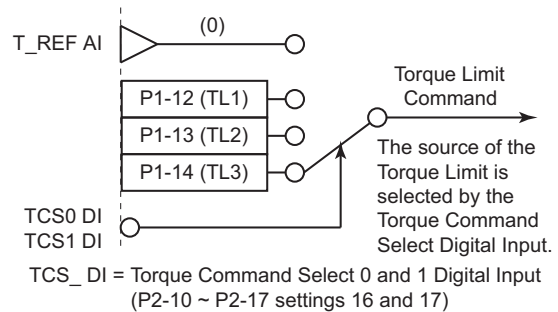 (0)
T_REF AI
P1-12 (TL1)
P1-13 (TL2)
P1-14 (TL3)
Torque Limit
Command
The source of the
Torque Limit is
selected by the
Torque Command
Select Digital Input.
TCS0 DI
TCS1 DI
TCS_ DI = Torque Command Select 0 and 1 Digital Input
(P2-10 ~ P2-17 settings 16 and 17)